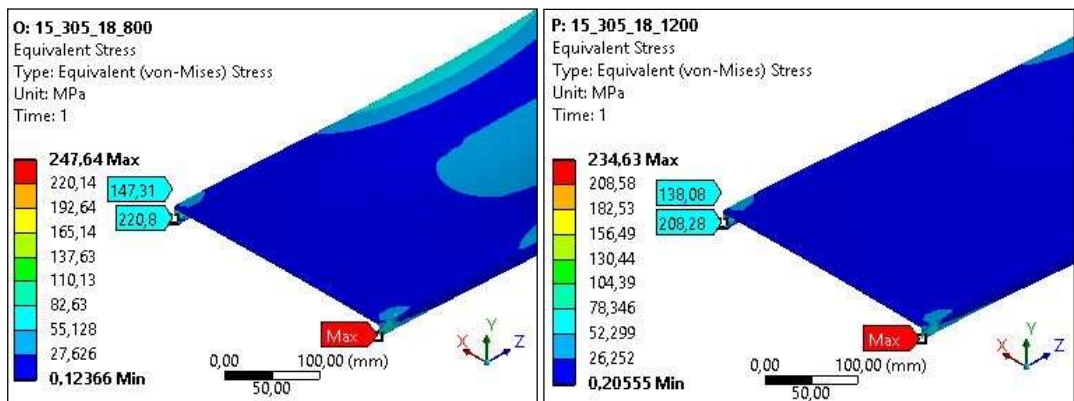 O: 15_305_18_800
Equivalent Stress
Type: Equivalent (von-Mises) Stress
Unit: MPa
Time: 1
247,64 Max
220,14
192,64
165,14
137,63
110,13
82,63
55,128
27,626
0,12366 Min
147,31
220,8
Max
0,00
100,00 (mm)
50,00
X
Y
Z
P: 15_305_18_1200
Equivalent Stress
Type: Equivalent (von-Mises) Stress
Unit: MPa
Time: 1
234,63 Max
208,58
182,53
156,49
130,44
104,39
78,346
52,299
26,252
0,20555 Min
138,08
208,28
Max
0,00
100,00 (mm)
50,00
X
Y
Z